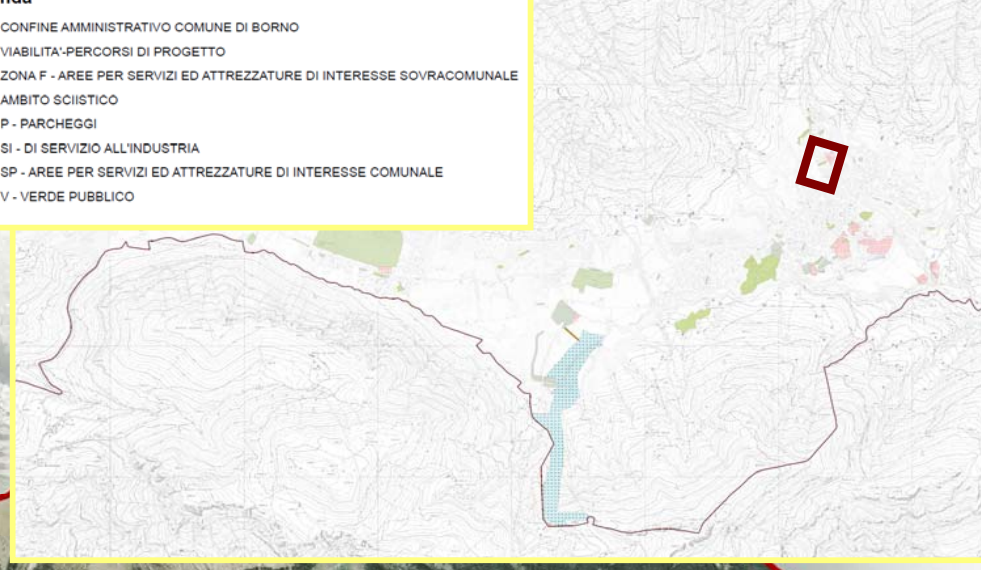 nda
CONFINE AMMINISTRATIVO COMUNE DI BORNO
VIABILITA'-PERCORSI DI PROGETTO
ZONA F - AREE PER SERVIZI ED ATTREZZATURE DI INTERESSE SOVRACOMUNALE
AMBITO SCIISTICO
P - PARCHEGGI
SI - DI SERVIZIO ALL'INDUSTRIA
SP - AREE PER SERVIZI ED ATTREZZATURE DI INTERESSE COMUNALE
V - VERDE PUBBLICO